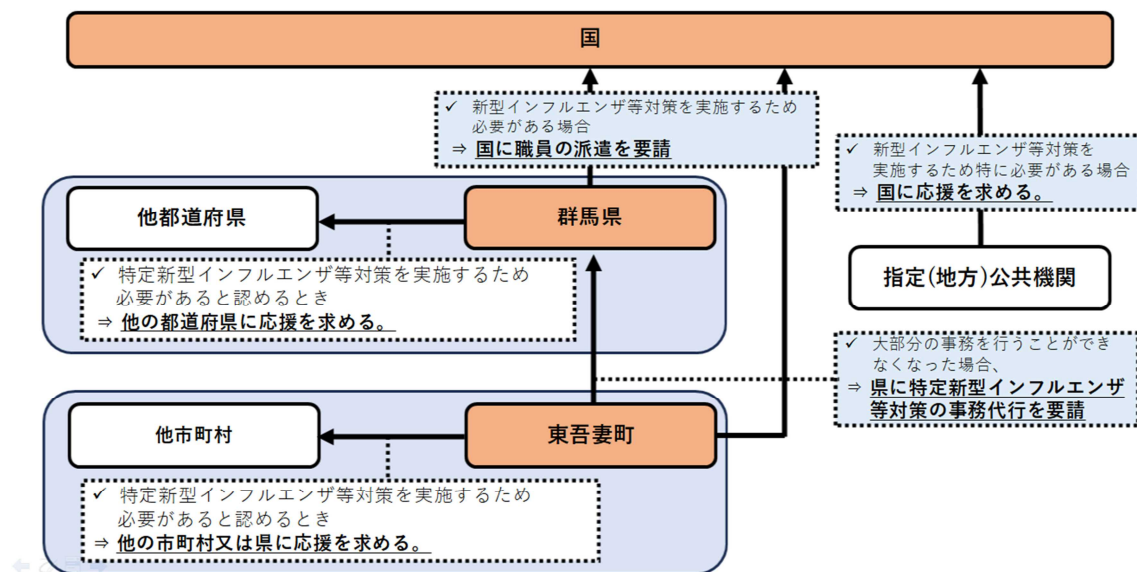 国
✓ 新型インフルエンザ等対策を実施するため
必要がある場合
⇒ 国に職員の派遣を要請
✓ 新型インフルエンザ等対策を
実施するため特に必要がある場合
⇒ 国に応援を求める。
他都道府県
群馬県
指定(地方)公共機関
✓ 特定新型インフルエンザ等対策を実施するため
必要があると認めるとき
⇒ 他の都道府県に応援を求める。
✓ 大部分の事務を行うことができ
なくなった場合、
⇒ 県に特定新型インフルエンザ
等対策の事務代行を要請
他市町村
東吾妻町
✓ 特定新型インフルエンザ等対策を実施するため
必要があると認めるとき
⇒ 他の市町村又は県に応援を求める。